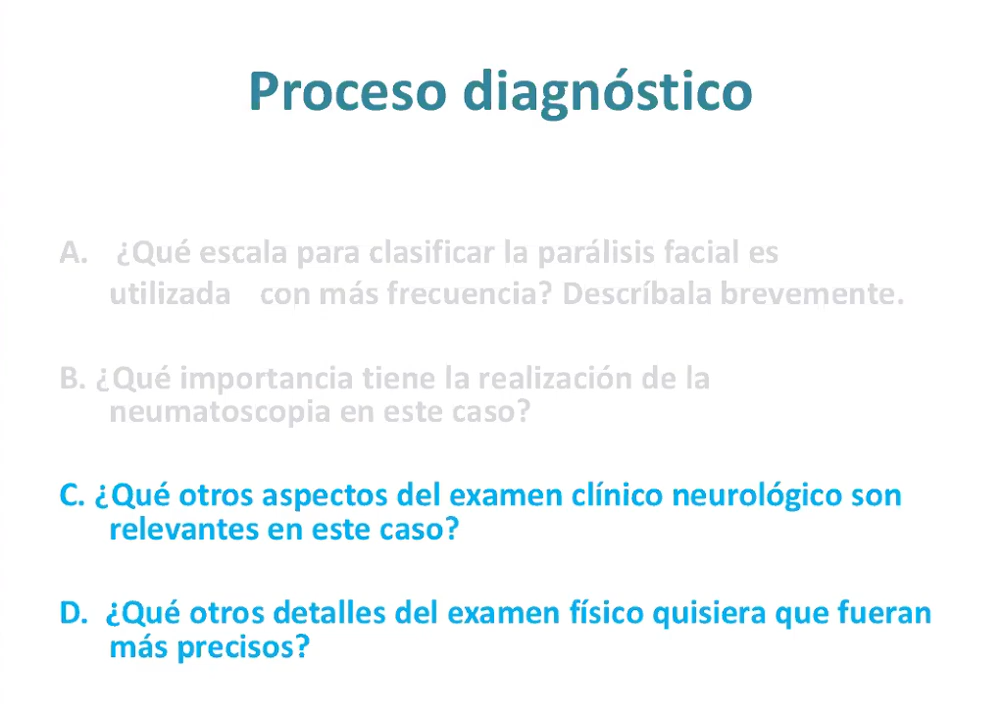 Proceso diagnóstico
A. ¿Qué escala para clasificar la parálisis facial es
utilizada con más frecuencia? Descríbala brevemente.
B. ¿Qué importancia tiene la realización de la
neumatoscopia en este caso?
C. ¿Qué otros aspectos del examen clínico neurológico son
relevantes en este caso?
D. ¿Qué otros detalles del examen físico quisiera que fueran
más precisos?